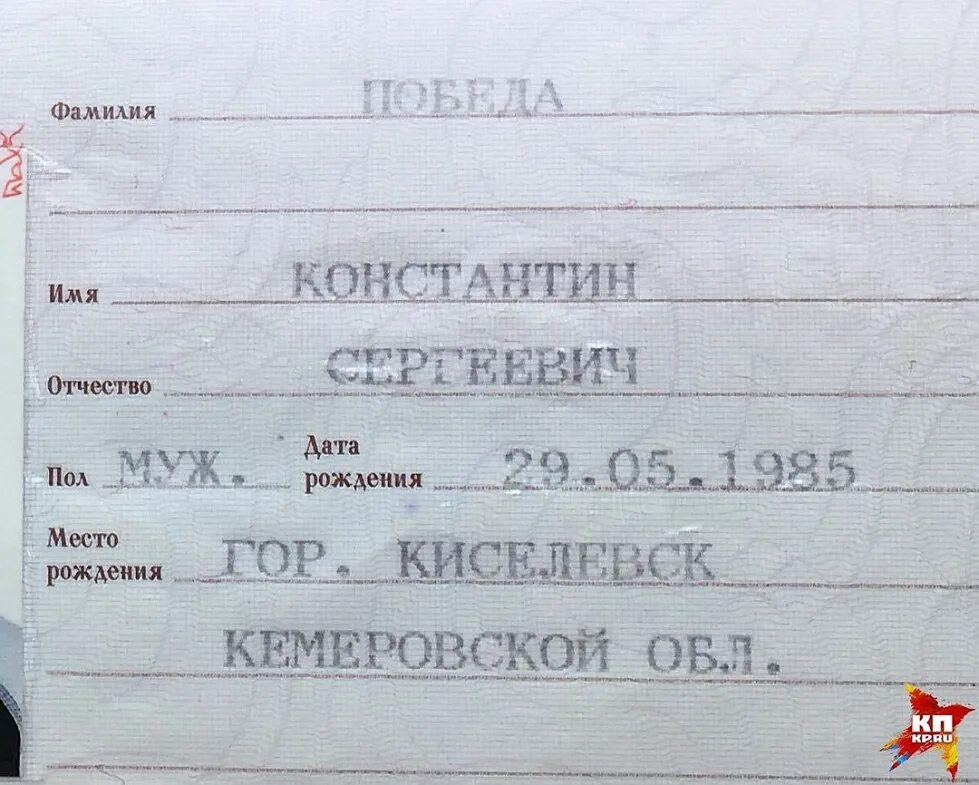 Фамилия ПОБЕДА
Имя КОНСТАНТИН
Отчество СЕРГЕЕВИЧ
Пол МУЖ. Дата рождения 29.05.1985
Место рождения ГОР. КИСЕЛЕВСК
КЕМЕРОВСКОЙ ОБЛ.
КП
KP.RU